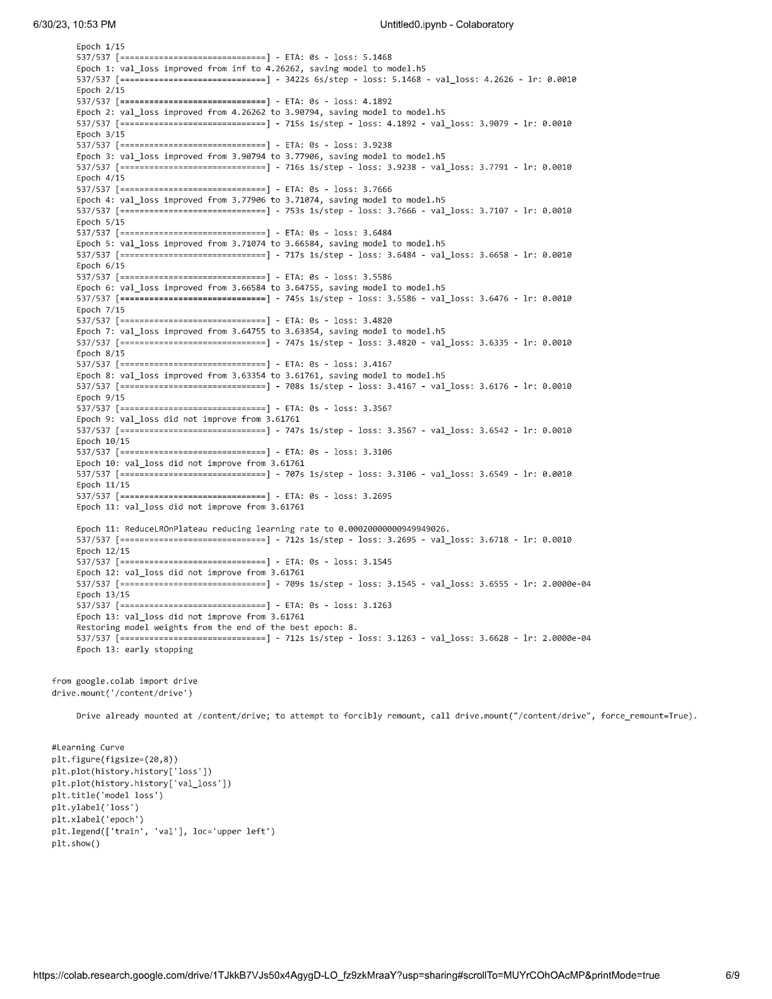 6/30/23, 10:53 PM Untitled0.ipynb - Colaboratory
Epoch 1/15
537/537 [==============================] - ETA: 0s - loss: 5.1468
Epoch 1: val_loss improved from inf to 4.26262, saving model to model.h5
537/537 [==============================] - 3422s 6s/step - loss: 5.1468 - val_loss: 4.2626 - lr: 0.0010
Epoch 2/15
537/537 [==============================] - ETA: 0s - loss: 4.1892
Epoch 2: val_loss improved from 4.26262 to 3.90794, saving model to model.h5
537/537 [==============================] - 715s 1s/step - loss: 4.1892 - val_loss: 3.9079 - lr: 0.0010
Epoch 3/15
537/537 [==============================] - ETA: 0s - loss: 3.9238
Epoch 3: val_loss improved from 3.90794 to 3.77906, saving model to model.h5
537/537 [==============================] - 716s 1s/step - loss: 3.9238 - val_loss: 3.7791 - lr: 0.0010
Epoch 4/15
537/537 [==============================] - ETA: 0s - loss: 3.7666
Epoch 4: val_loss improved from 3.77906 to 3.71074, saving model to model.h5
537/537 [==============================] - 753s 1s/step - loss: 3.7666 - val_loss: 3.7107 - lr: 0.0010
Epoch 5/15
537/537 [==============================] - ETA: 0s - loss: 3.6484
Epoch 5: val_loss improved from 3.71074 to 3.66584, saving model to model.h5
537/537 [==============================] - 717s 1s/step - loss: 3.6484 - val_loss: 3.6658 - lr: 0.0010
Epoch 6/15
537/537 [==============================] - ETA: 0s - loss: 3.5586
Epoch 6: val_loss improved from 3.66584 to 3.64755, saving model to model.h5
537/537 [==============================] - 745s 1s/step - loss: 3.5586 - val_loss: 3.6476 - lr: 0.0010
Epoch 7/15
537/537 [==============================] - ETA: 0s - loss: 3.4820
Epoch 7: val_loss improved from 3.64755 to 3.63354, saving model to model.h5
537/537 [==============================] - 747s 1s/step - loss: 3.4820 - val_loss: 3.6335 - lr: 0.0010
Epoch 8/15
537/537 [==============================] - ETA: 0s - loss: 3.4167
Epoch 8: val_loss improved from 3.63354 to 3.61761, saving model to model.h5
537/537 [==============================] - 708s 1s/step - loss: 3.4167 - val_loss: 3.6176 - lr: 0.0010
Epoch 9/15
537/537 [==============================] - ETA: 0s - loss: 3.3567
Epoch 9: val_loss did not improve from 3.61761
537/537 [==============================] - 747s 1s/step - loss: 3.3567 - val_loss: 3.6542 - lr: 0.0010
Epoch 10/15
537/537 [==============================] - ETA: 0s - loss: 3.3106
Epoch 10: val_loss did not improve from 3.61761
537/537 [==============================] - 707s 1s/step - loss: 3.3106 - val_loss: 3.6549 - lr: 0.0010
Epoch 11/15
537/537 [==============================] - ETA: 0s - loss: 3.2695
Epoch 11: val_loss did not improve from 3.61761
Epoch 11: ReduceLROnPlateau reducing learning rate to 0.00020000000949949026.
537/537 [==============================] - 712s 1s/step - loss: 3.2695 - val_loss: 3.6718 - lr: 0.0010
Epoch 12/15
537/537 [==============================] - ETA: 0s - loss: 3.1545
Epoch 12: val_loss did not improve from 3.61761
537/537 [==============================] - 709s 1s/step - loss: 3.1545 - val_loss: 3.6555 - lr: 2.0000e-04
Epoch 13/15
537/537 [==============================] - ETA: 0s - loss: 3.1263
Epoch 13: val_loss did not improve from 3.61761
Restoring model weights from the end of the best epoch: 8.
537/537 [==============================] - 712s 1s/step - loss: 3.1263 - val_loss: 3.6628 - lr: 2.0000e-04
Epoch 13: early stopping
from google.colab import drive
drive.mount('/content/drive')
Drive already mounted at /content/drive; to attempt to forcibly remount, call drive.mount("/content/drive", force_remount=True).
#Learning Curve
plt.figure(figsize=(20,8))
plt.plot(history.history['loss'])
plt.plot(history.history['val_loss'])
plt.title('model loss')
plt.ylabel('loss')
plt.xlabel('epoch')
plt.legend(['train', 'val'], loc='upper left')
plt.show()
https://colab.research.google.com/drive/1TJkkB7VJs50x4AgygD-LO_fz9zkMraaY?usp=sharing#scrollTo=MUYrCOhOAcMP&printMode=true 6/9